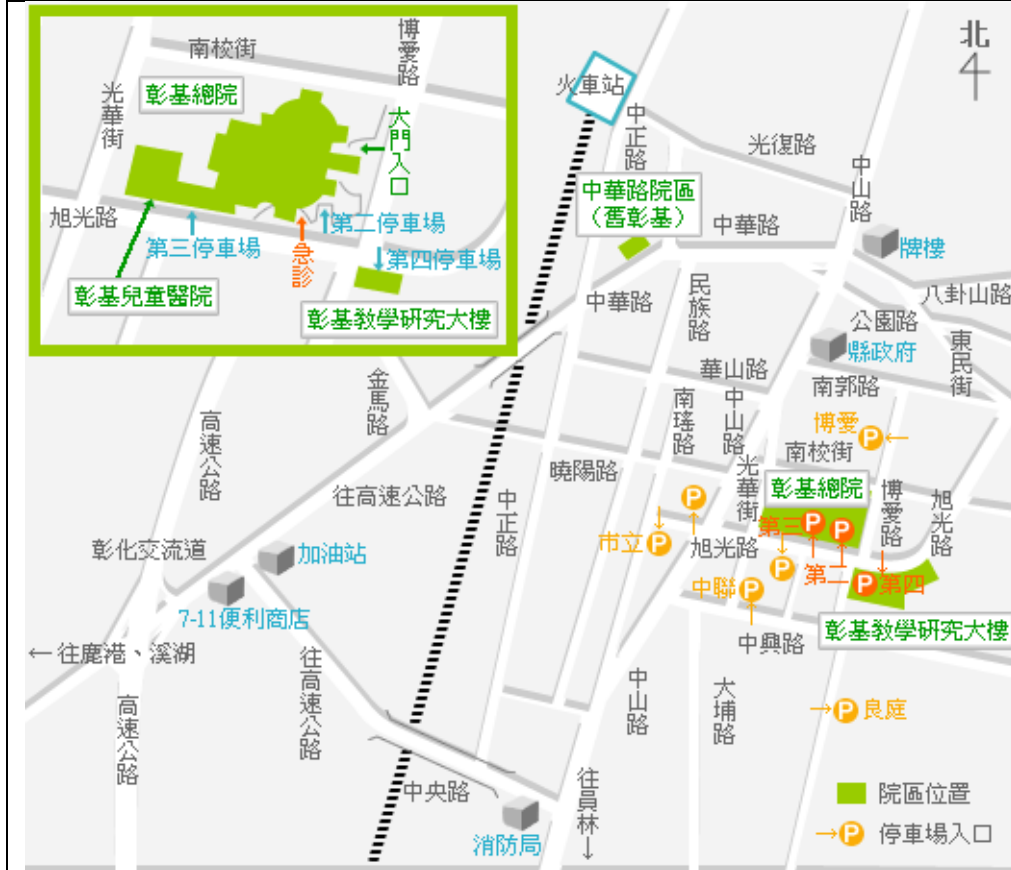 南校街
博愛路
光華街
彰基總院
大門入口
旭光路
第三停車場
急診
第二停車場
第四停車場
彰基兒童醫院
彰基教學研究大樓
北
火車站
中正路
光復路
中山路
中華路院區
(舊彰基)
中華路
牌樓
中華路
民族路
八卦山路
公園路
縣政府
東民街
華山路
南郭路
金馬路
南瑤路
中山路
博愛
高速公路
南校街
曉陽路
光華街
彰基總院
往高速公路
中正路
博愛路
旭光路
第三
市立
旭光路
彰化交流道
加油站
第二
第四
中聯
7-11便利商店
彰基教學研究大樓
中興路
←往鹿港、溪湖
往高速公路
中山路
大埔路
高速公路
良庭
中央路
往員林→
院區位置
消防局
停車場入口